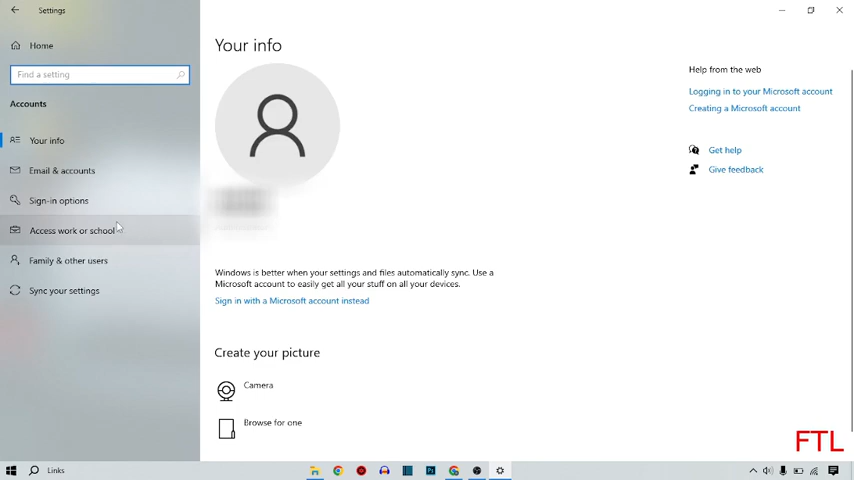 Settings
Home
Find a setting
Accounts
Your info
Email & accounts
Sign-in options
Access work or school
Family & other users
Sync your settings
Your info
Windows is better when your settings and files automatically sync. Use a
Microsoft account to easily get all your stuff on all your devices.
Sign in with a Microsoft account instead
Create your picture
Camera
Browse for one
Help from the web
Logging in to your Microsoft account
Creating a Microsoft account
Get help
Give feedback
FTL
Links